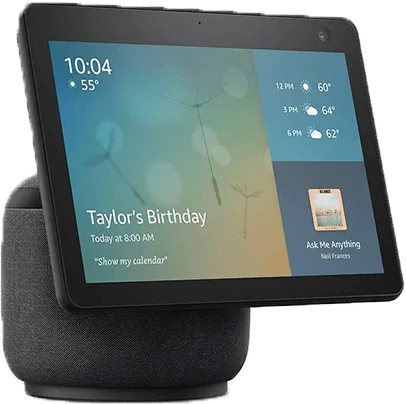 10:04
55°
Taylor's Birthday
Today at 8:00 AM
"Show my calendar"
12 PM 60°
3 PM 64°
6 PM 62°
Ask Me Anything
Neil Frances